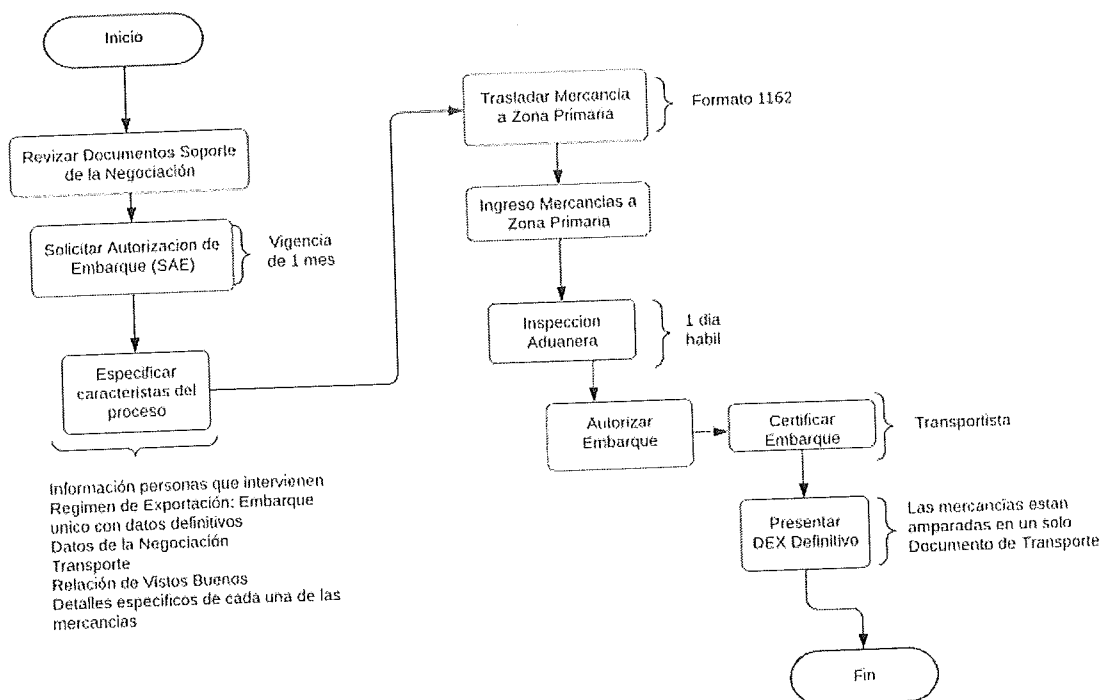 Inicio
Revizar Documentos Soporte
de la Negociación
Solicitar Autorizacion de
Embarque (SAE)
Vigencia
de 1 mes
Especificar
caracteristas del
proceso
Información personas que intervienen
Regimen de Exportación: Embarque
unico con datos definitivos
Datos de la Negociación
Transporte
Relación de Vistos Buenos
Detalles especificos de cada una de las
mercancias
Trasladar Mercancia
a Zona Primaria
Formato 1162
Ingreso Mercancias a
Zona Primaria
Inspeccion
Aduanera
1 dia
habil
Autorizar
Embarque
Certificar
Embarque
Transportista
Presentar
DEX Definitivo
Las mercancías estan
amparadas en un solo
Documento de Transporte
Fin